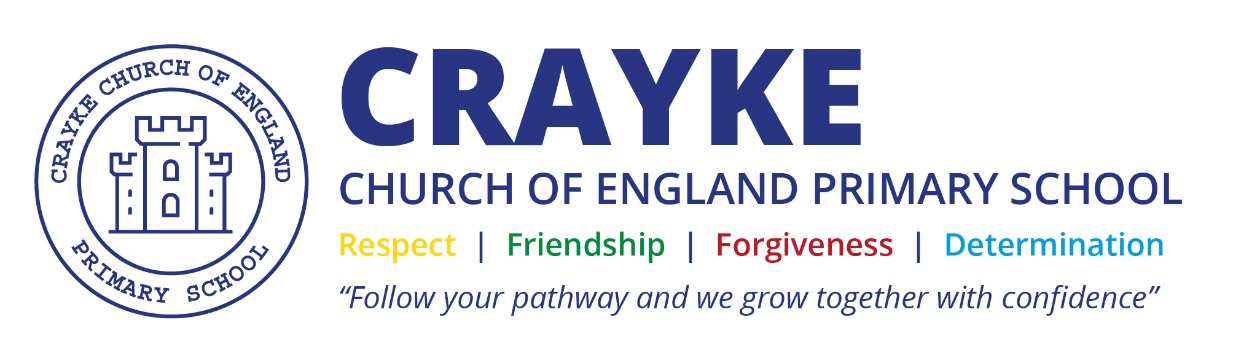 CRAYKE CHURCH OF ENGLAND
PRIMARY SCHOOL
CRAYKE
CHURCH OF ENGLAND PRIMARY SCHOOL
Respect | Friendship | Forgiveness | Determination
“Follow your pathway and we grow together with confidence”